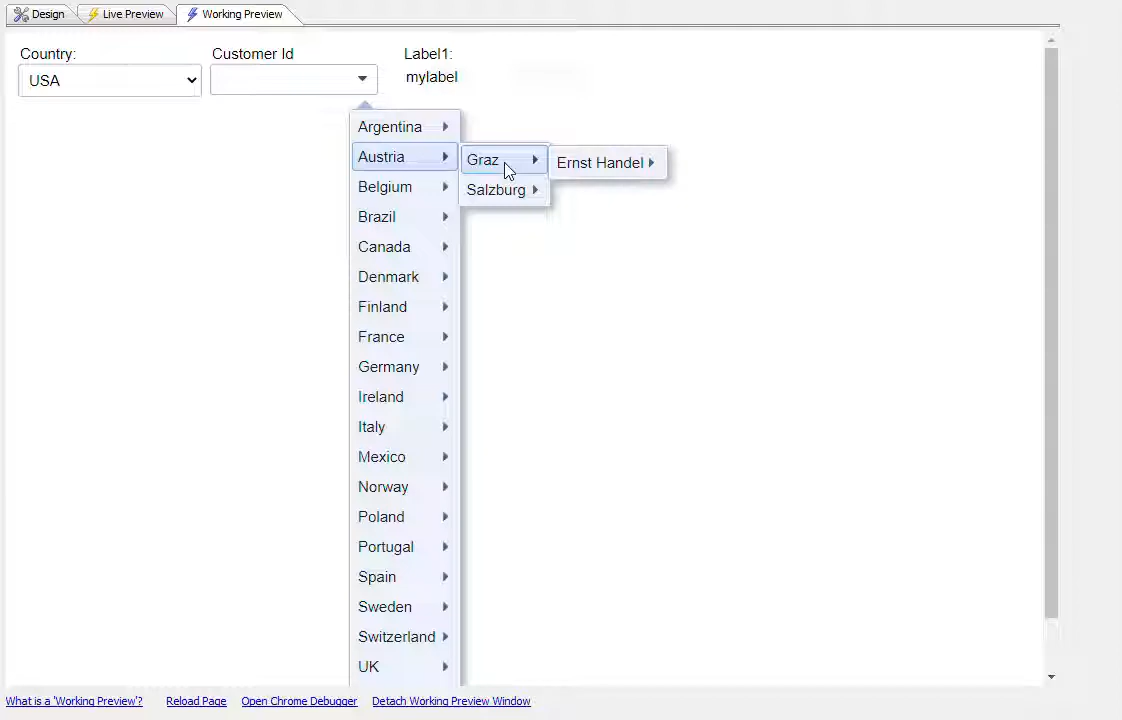 Design Live Preview Working Preview
Country: Customer Id Label1:
USA mylabel
Argentina
Austria Graz Ernst Handel
Belgium Salzburg
Brazil
Canada
Denmark
Finland
France
Germany
Ireland
Italy
Mexico
Norway
Poland
Portugal
Spain
Sweden
Switzerland
UK
What is a 'Working Preview'? Reload Page Open Chrome Debugger Detach Working Preview Window